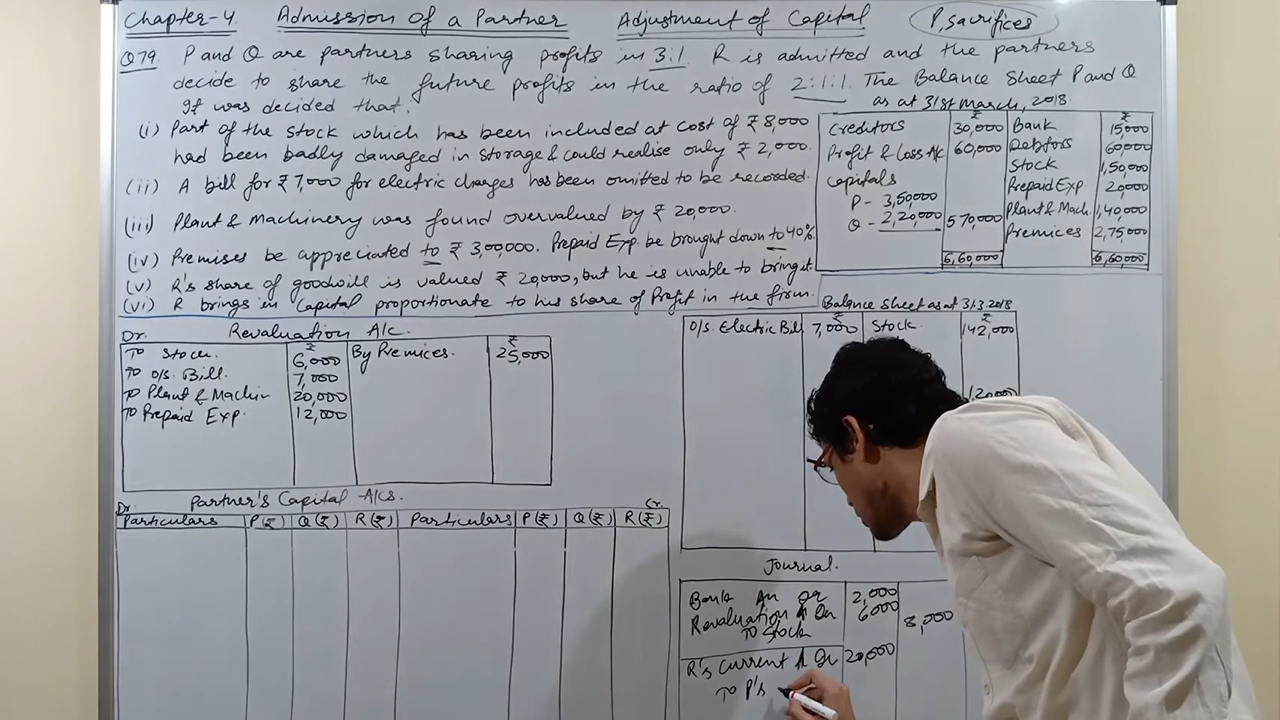 Chapter-4. Admission of a Partner Adjustment of Capital P, Sacrifices
Q79. P and Q are partners sharing profits in 3:1. R is admitted and the partners
decide to share the future profits in the ratio of 2:1:1. The Balance Sheet P and Q
It was decided that. as at 31st March, 2018.
(i) Part of the Stock which has been included at cost of ₹ 8,000
had been badly damaged in storage & could realise only ₹ 2,000.
(ii) A bill for ₹ 7,000 for electric charges has been omitted to be recorded.
(iii) Plant & Machinery was found overvalued by ₹ 20,000.
(iv) Premises be appreciated to ₹ 3,00,000. Prepaid Exp. be brought down to 40%.
(v) R's share of goodwill is valued ₹ 20,000, but he is unable to bring it.
(vi) R brings in Capital proportionate to his share of Profit in the firm.
₹ ₹
Creditors 30,000 Bank 15,000
Profit & Loss A/c 60,000 Debtors 60,000
Capitals Stock 1,50,000
P - 3,50,000 Prepaid Exp. 20,000
Q - 2,20,000 5,70,000 Plant & Mach. 1,40,000
Premices 2,75,000
6,60,000 6,60,000
Dr. Revaluation A/c.
₹ ₹
To Stock. 6,000 By Premices. 25,000
To O/S. Bill. 7,000
To Plant & Machin 20,000
To Prepaid Exp. 12,000
Balance Sheet as at 31.3.2018
₹ ₹
O/S. Electric Bill 7,000 Stock 142,000
1,20,000
Partner's Capital A/cs.
Dr. Cr.
Particulars P(₹) Q(₹) R(₹) Particulars P(₹) Q(₹) R(₹)
Journal.
Bank A/c Dr 2,000
Revaluation A Dr 6000
To Stock 8,000
R's Current A Dr 20,000
To P's